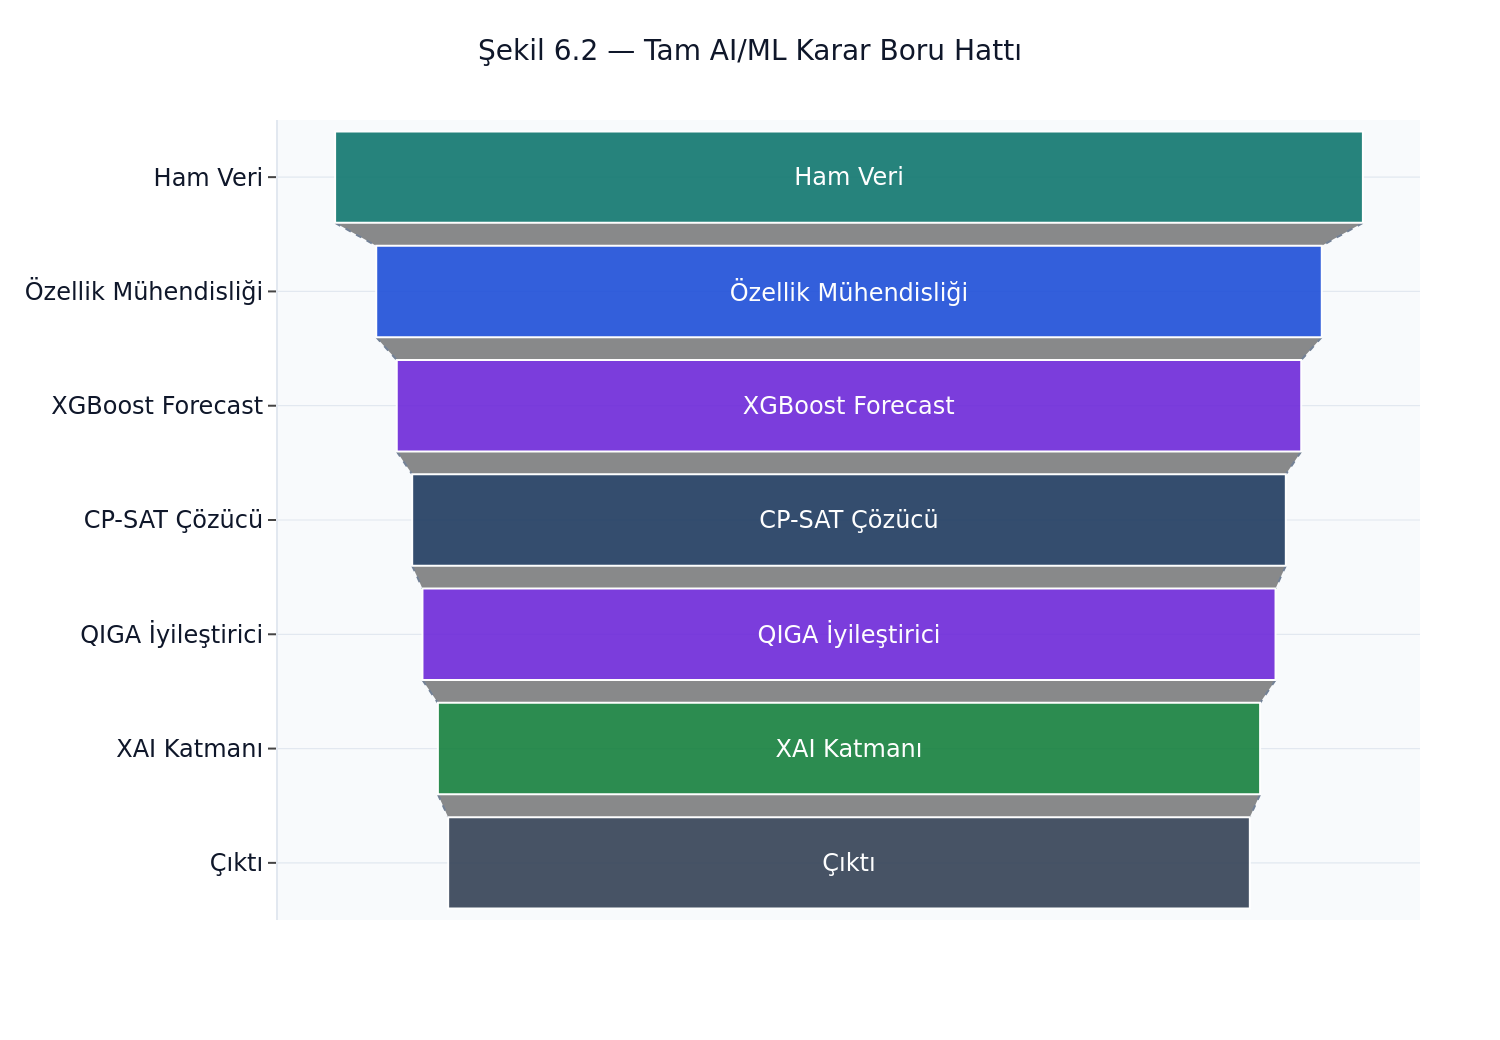 Şekil 6.2 — Tam AI/ML Karar Boru Hattı
Ham Veri
Ham Veri
Özellik Mühendisliği
Özellik Mühendisliği
XGBoost Forecast
XGBoost Forecast
CP-SAT Çözücü
CP-SAT Çözücü
QIGA İyileştirici
QIGA İyileştirici
XAI Katmanı
XAI Katmanı
Çıktı
Çıktı